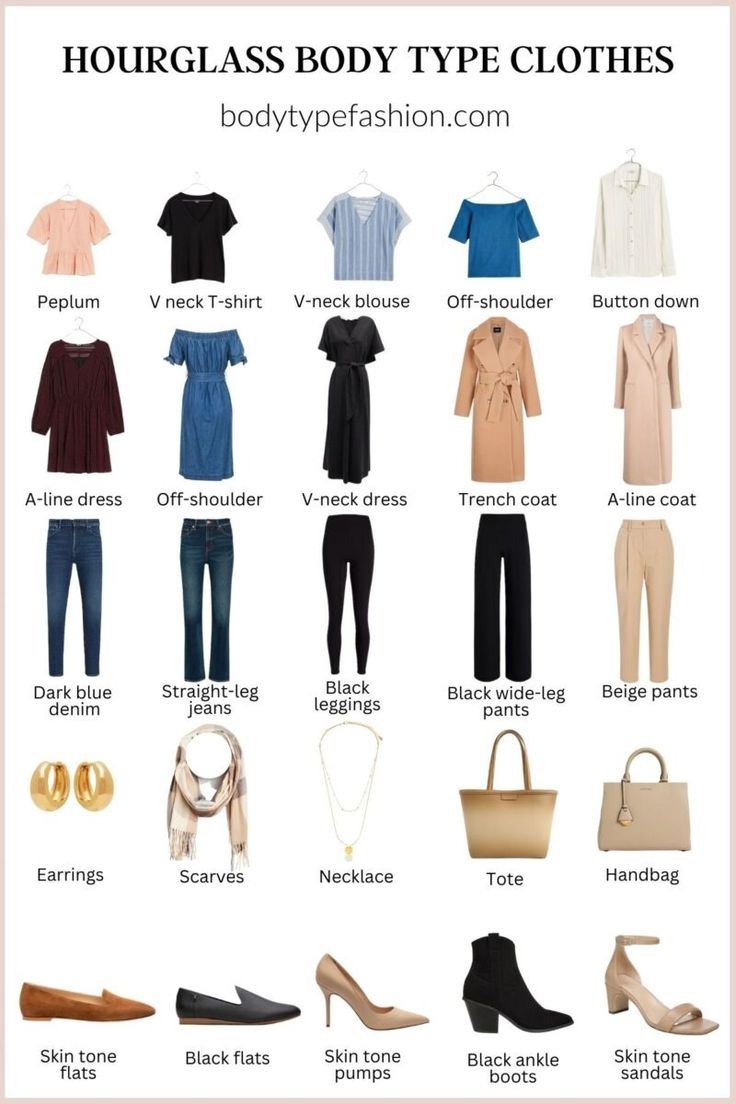 HOURGLASS BODY TYPE CLOTHES
bodytypefashion.com
Peplum
V neck T-shirt
V-neck blouse
Off-shoulder
Button down
A-line dress
Off-shoulder
V-neck dress
Trench coat
A-line coat
Dark blue
denim
Straight-leg
jeans
Black
leggings
Black wide-leg
pants
Beige pants
Earrings
Scarves
Necklace
Tote
Handbag
Skin tone
flats
Black flats
Skin tone
pumps
Black ankle
boots
Skin tone
sandals